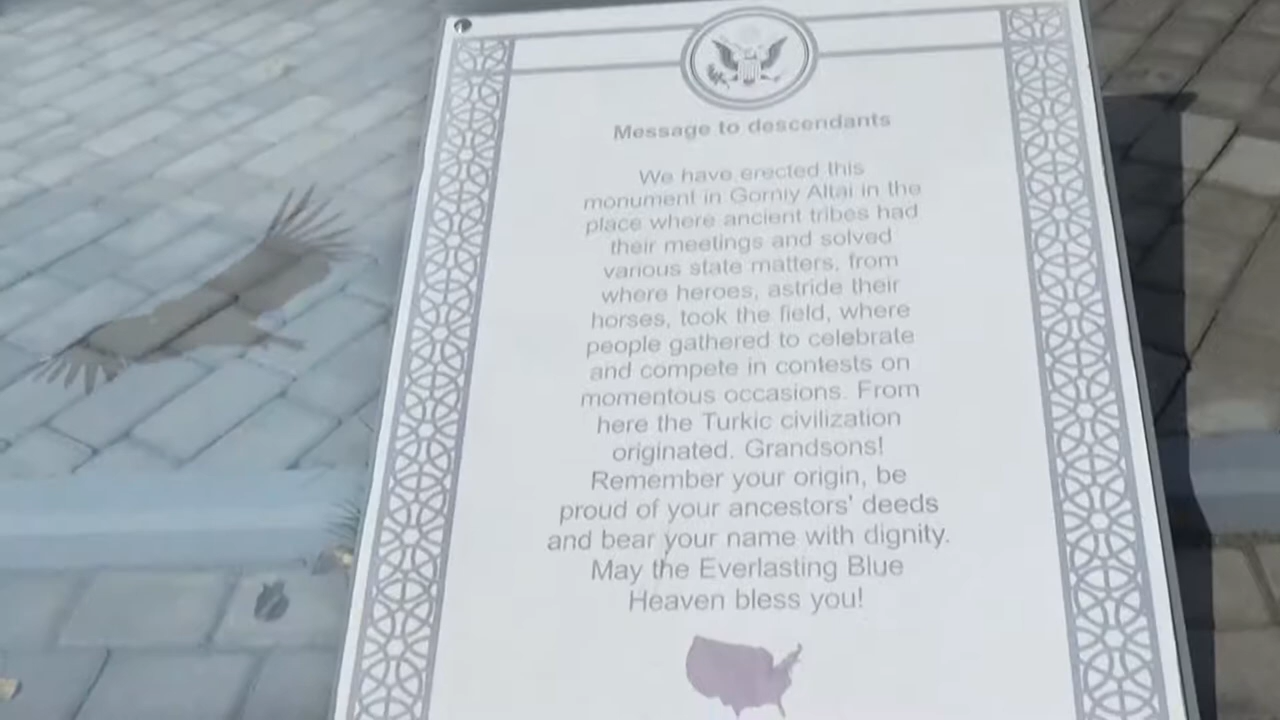 Message to descendants
We have erected this
monument in Gorniy Altai in the
place where ancient tribes had
their meetings and solved
various state matters, from
where heroes, astride their
horses, took the field, where
people gathered to celebrate
and compete in contests on
momentous occasions. From
here the Turkic civilization
originated. Grandsons!
Remember your origin, be
proud of your ancestors' deeds
and bear your name with dignity.
May the Everlasting Blue
Heaven bless you!